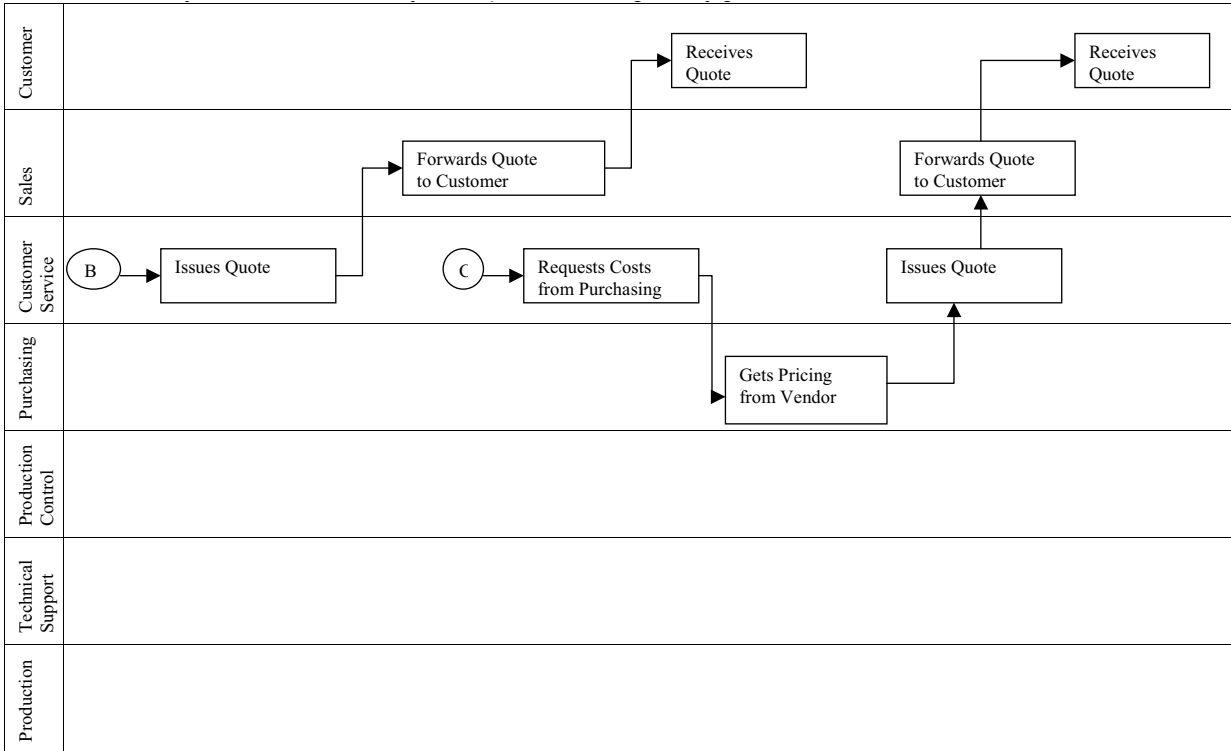 Customer
Receives
Quote
Receives
Quote
Sales
Forwards Quote
to Customer
Forwards Quote
to Customer
Customer
Service
B
Issues Quote
C
Requests Costs
from Purchasing
Issues Quote
Purchasing
Gets Pricing
from Vendor
Production
Control
Technical
Support
Production